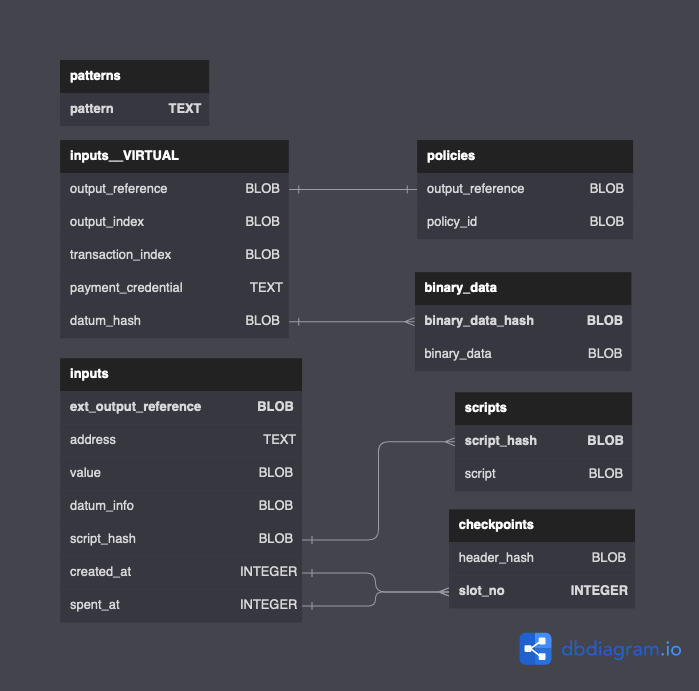 patterns
pattern TEXT
inputs__VIRTUAL
output_reference BLOB
output_index BLOB
transaction_index BLOB
payment_credential TEXT
datum_hash BLOB
policies
output_reference BLOB
policy_id BLOB
binary_data
binary_data_hash BLOB
binary_data BLOB
inputs
ext_output_reference BLOB
address TEXT
value BLOB
datum_info BLOB
script_hash BLOB
created_at INTEGER
spent_at INTEGER
scripts
script_hash BLOB
script BLOB
checkpoints
header_hash BLOB
slot_no INTEGER
dbdiagram.io